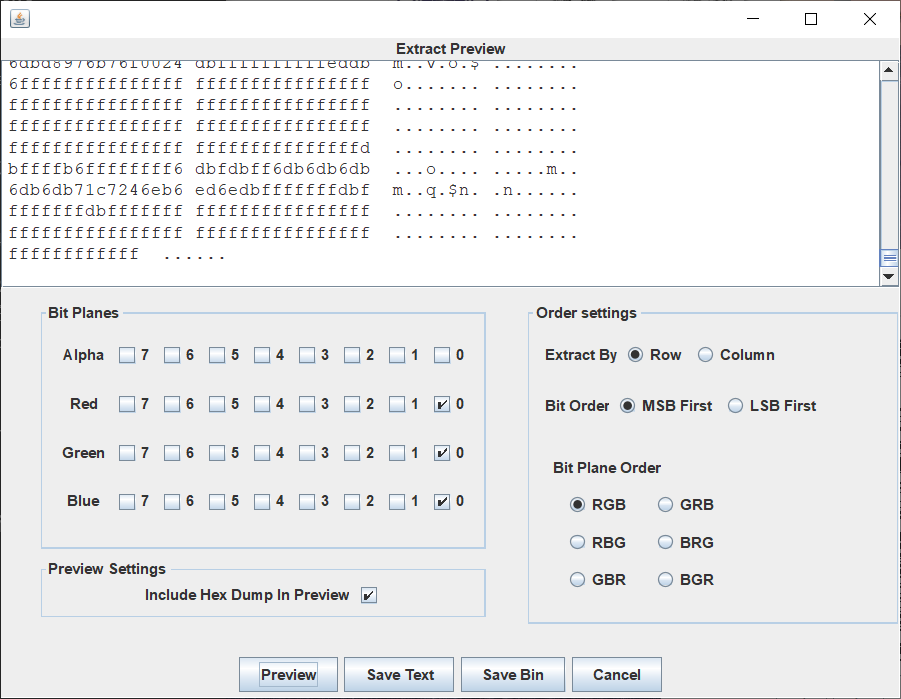 Extract Preview
6dbd8976b76f0024 dbffffffffffeddb m..v.o.$ ........
6fffffffffffffff ffffffffffffffff o....... ........
ffffffffffffffff ffffffffffffffff ........ ........
ffffffffffffffff ffffffffffffffff ........ ........
ffffffffffffffff fffffffffffffffd ........ ........
bffffb6ffffffff6 dbfdbff6db6db6db ...o.... .....m..
6db6db71c7246eb6 ed6edbfffffffdbf m..q.$n. .n......
fffffffdbfffffff ffffffffffffffff ........ ........
ffffffffffffffff ffffffffffffffff ........ ........
ffffffffffff ......
Bit Planes
Alpha 7 6 5 4 3 2 1 0
Red 7 6 5 4 3 2 1 0
Green 7 6 5 4 3 2 1 0
Blue 7 6 5 4 3 2 1 0
Preview Settings
Include Hex Dump In Preview
Order settings
Extract By Row Column
Bit Order MSB First LSB First
Bit Plane Order
RGB GRB
RBG BRG
GBR BGR
Preview Save Text Save Bin Cancel